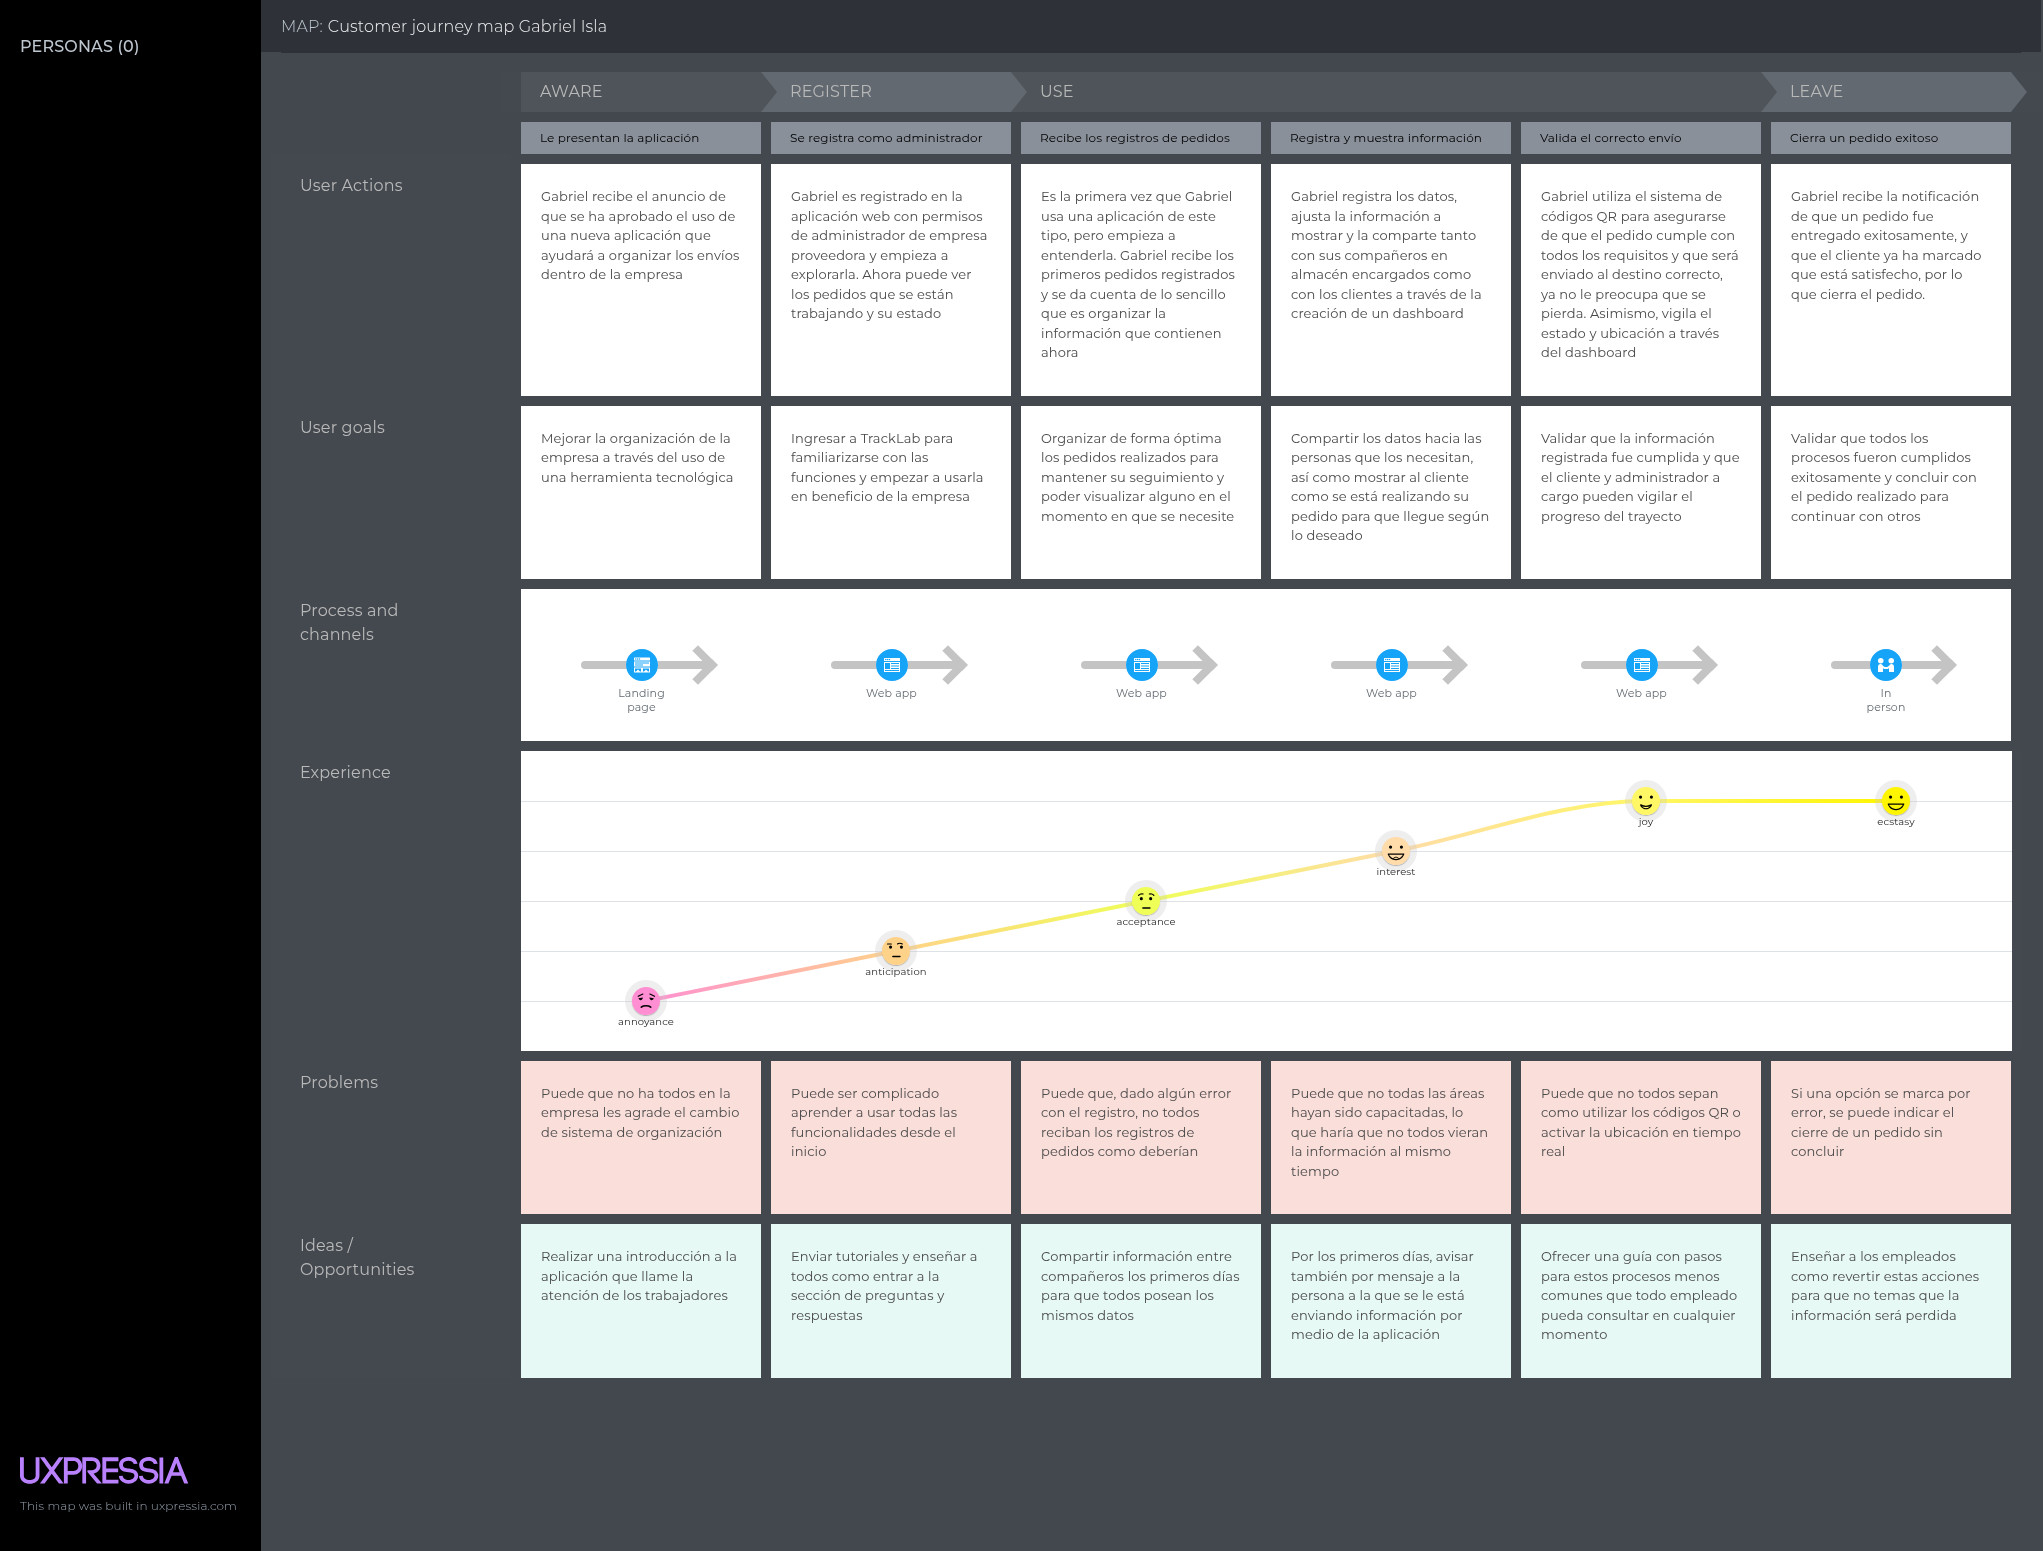 PERSONAS (0)
MAP: Customer journey map Gabriel Isla
AWARE
REGISTER
USE
LEAVE
Le presentan la aplicación
Se registra como administrador
Recibe los registros de pedidos
Registra y muestra información
Valida el correcto envío
Cierra un pedido exitoso
User Actions
Gabriel recibe el anuncio de
que se ha aprobado el uso de
una nueva aplicación que
ayudará a organizar los envíos
dentro de la empresa
Gabriel es registrado en la
aplicación web con permisos
de administrador de empresa
proveedora y empieza a
explorarla. Ahora puede ver
los pedidos que se están
trabajando y su estado
Es la primera vez que Gabriel
usa una aplicación de este
tipo, pero empieza a
entenderla. Gabriel recibe los
primeros pedidos registrados
y se da cuenta de lo sencillo
que es organizar la
información que contienen
ahora
Gabriel registra los datos,
ajusta la información a
mostrar y la comparte tanto
con sus compañeros en
almacén encargados como
con los clientes a través de la
creación de un dashboard
Gabriel utiliza el sistema de
códigos QR para asegurarse
de que el pedido cumple con
todos los requisitos y que será
enviado al destino correcto,
ya no le preocupa que se
pierda. Asimismo, vigila el
estado y ubicación a través
del dashboard
Gabriel recibe la notificación
de que un pedido fue
entregado exitosamente, y
que el cliente ya ha marcado
que está satisfecho, por lo
que cierra el pedido.
User goals
Mejorar la organización de la
empresa a través del uso de
una herramienta tecnológica
Ingresar a TrackLab para
familiarizarse con las
funciones y empezar a usarla
en beneficio de la empresa
Organizar de forma óptima
los pedidos realizados para
mantener su seguimiento y
poder visualizar alguno en el
momento en que se necesite
Compartir los datos hacia las
personas que los necesitan,
así como mostrar al cliente
como se está realizando su
pedido para que llegue según
lo deseado
Validar que la información
registrada fue cumplida y que
el cliente y administrador a
cargo pueden vigilar el
progreso del trayecto
Validar que todos los
procesos fueron cumplidos
exitosamente y concluir con
el pedido realizado para
continuar con otros
Process and
channels
Landing
page
Web app
Web app
Web app
Web app
In
person
Experience
annoyance
anticipation
acceptance
interest
joy
ecstasy
Problems
Puede que no ha todos en la
empresa les agrade el cambio
de sistema de organización
Puede ser complicado
aprender a usar todas las
funcionalidades desde el
inicio
Puede que, dado algún error
con el registro, no todos
reciban los registros de
pedidos como deberían
Puede que no todas las áreas
hayan sido capacitadas, lo
que haría que no todos vieran
la información al mismo
tiempo
Puede que no todos sepan
como utilizar los códigos QR o
activar la ubicación en tiempo
real
Si una opción se marca por
error, se puede indicar el
cierre de un pedido sin
concluir
Ideas /
Opportunities
Realizar una introducción a la
aplicación que llame la
atención de los trabajadores
Enviar tutoriales y enseñar a
todos como entrar a la
sección de preguntas y
respuestas
Compartir información entre
compañeros los primeros días
para que todos posean los
mismos datos
Por los primeros días, avisar
también por mensaje a la
persona a la que se le está
enviando información por
medio de la aplicación
Ofrecer una guía con pasos
para estos procesos menos
comunes que todo empleado
pueda consultar en cualquier
momento
Enseñar a los empleados
como revertir estas acciones
para que no temas que la
información será perdida
UXPRESSIA
This map was built in uxpressia.com